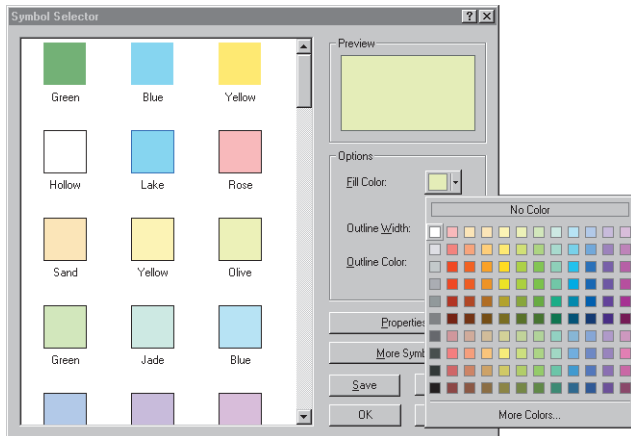 Symbol Selector
Green Blue Yellow
Hollow Lake Rose
Sand Yellow Olive
Green Jade Blue
Preview
Options
Fill Color:
No Color
Outline Width:
Outline Color:
Properties
More Symb
Save
OK
More Colors...